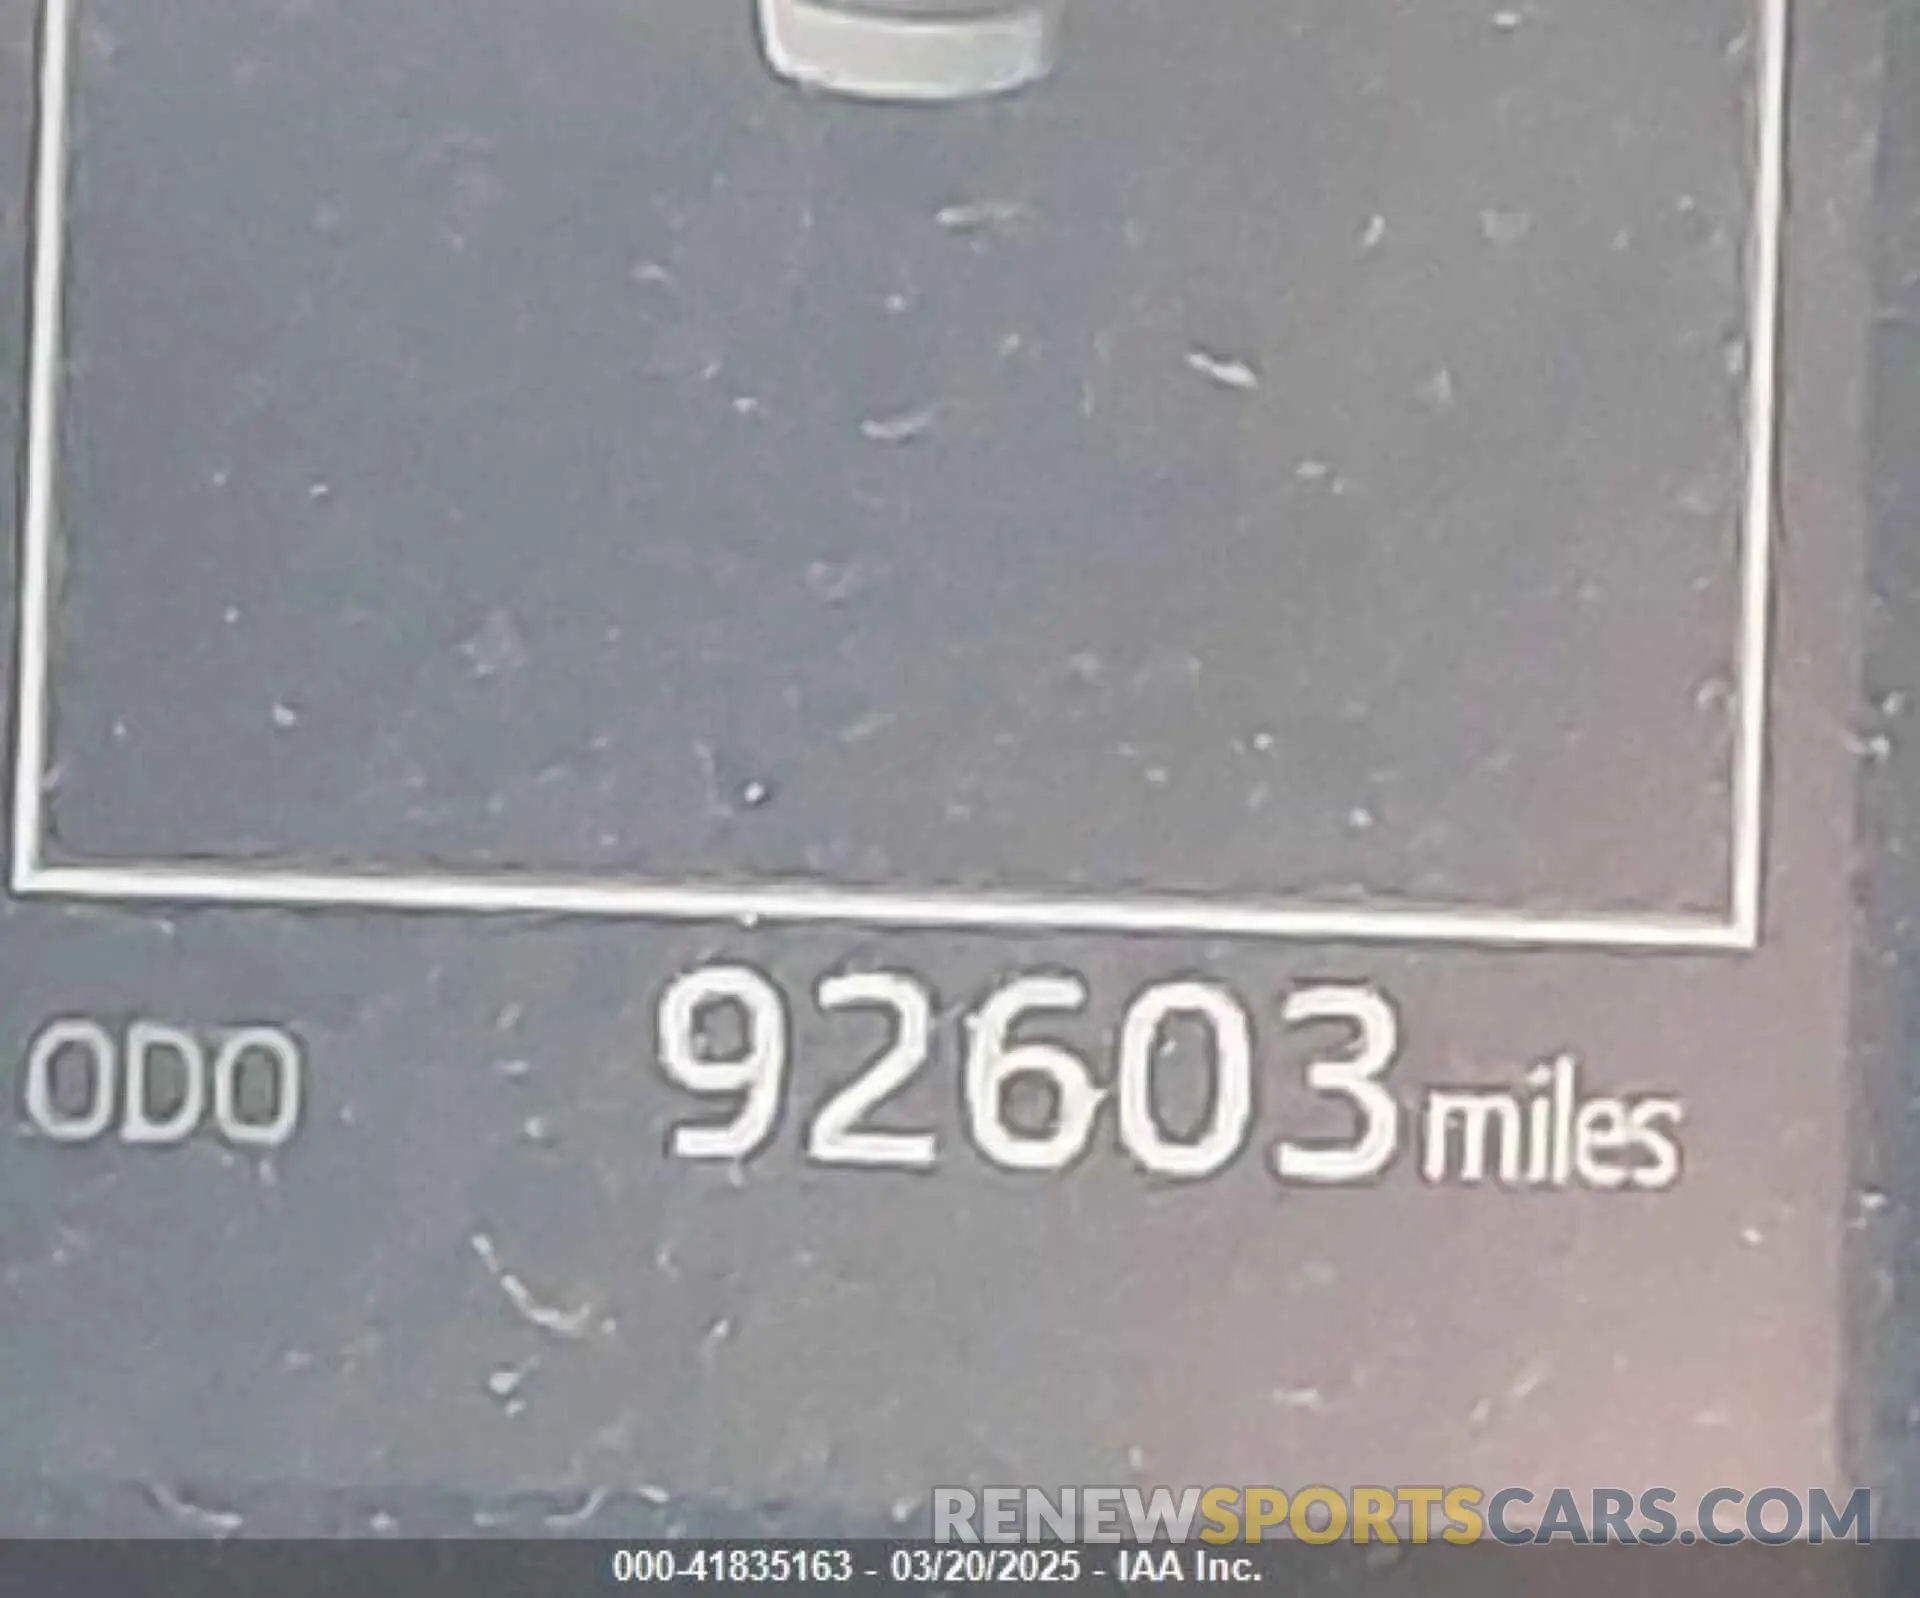 ODO 92603 miles
RENEWSPORTSCARS.COM
000-41835163 - 03/20/2025 - IAA Inc.